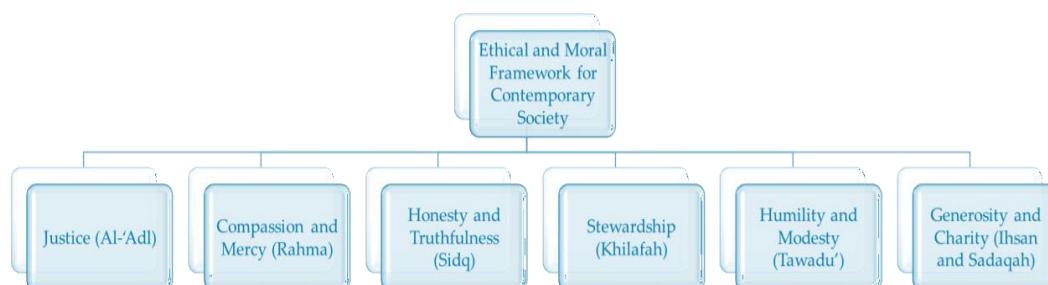 Ethical and Moral
Framework for
Contemporary
Society
Justice (Al-‘Adl)
Compassion and
Mercy (Rahma)
Honesty and
Truthfulness
(Sidq)
Stewardship
(Khilafah)
Humility and
Modesty
(Tawadu’)
Generosity and
Charity (Ihsan
and Sadaqah)